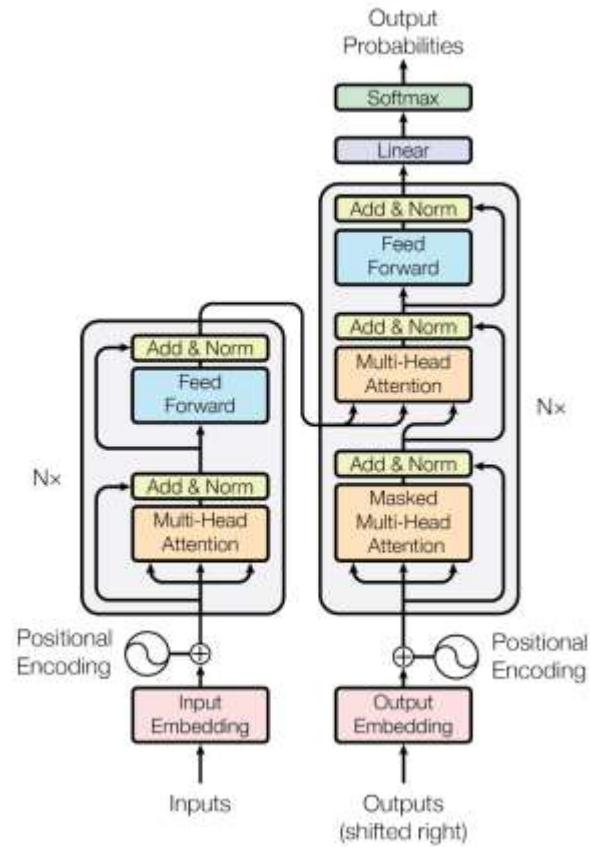 Output
Probabilities
Softmax
Linear
Add & Norm
Feed
Forward
Add & Norm
Multi-Head
Attention
Add & Norm
Masked
Multi-Head
Attention
N×
Add & Norm
Feed
Forward
Add & Norm
Multi-Head
Attention
N×
Positional
Encoding
Positional
Encoding
Input
Embedding
Output
Embedding
Inputs
Outputs
(shifted right)